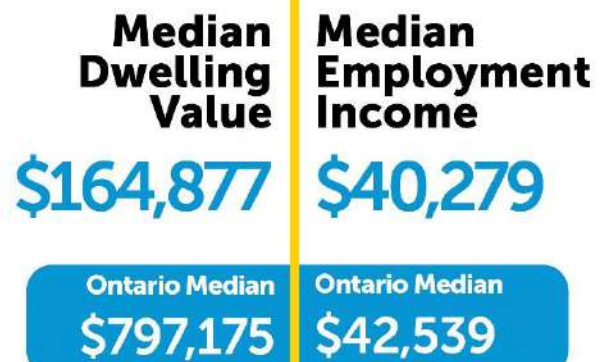 Median
Dwelling
Value
$164,877
Ontario Median
$797,175
Median
Employment
Income
$40,279
Ontario Median
$42,539